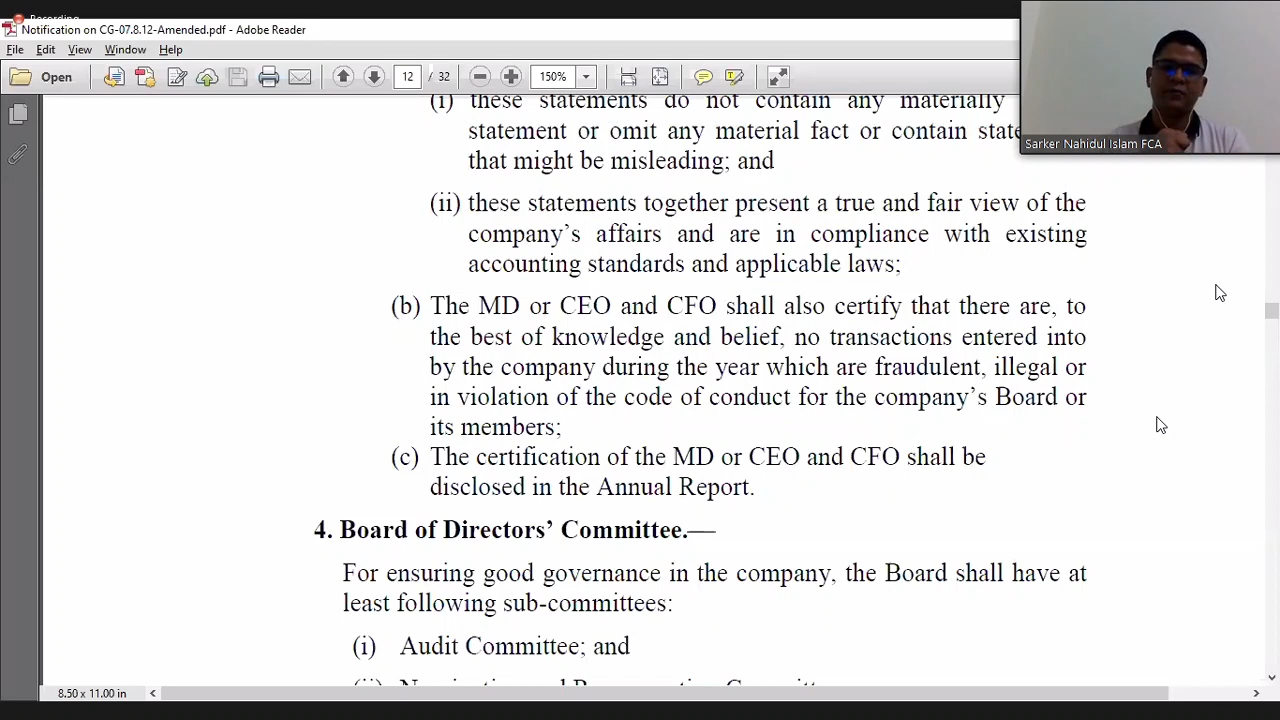 Recording
Notification on CG-07.8.12-Amended.pdf - Adobe Reader
File Edit View Window Help
Open 12 / 32 150%
Sarker Nahidul Islam FCA
(i) these statements do not contain any materially
statement or omit any material fact or contain
that might be misleading; and
(ii) these statements together present a true and fair view of the
company's affairs and are in compliance with existing
accounting standards and applicable laws;
(b) The MD or CEO and CFO shall also certify that there are, to
the best of knowledge and belief, no transactions entered into
by the company during the year which are fraudulent, illegal or
in violation of the code of conduct for the company's Board or
its members;
(c) The certification of the MD or CEO and CFO shall be
disclosed in the Annual Report.
4. Board of Directors' Committee.—
For ensuring good governance in the company, the Board shall have at
least following sub-committees:
(i) Audit Committee; and
8.50 x 11.00 in